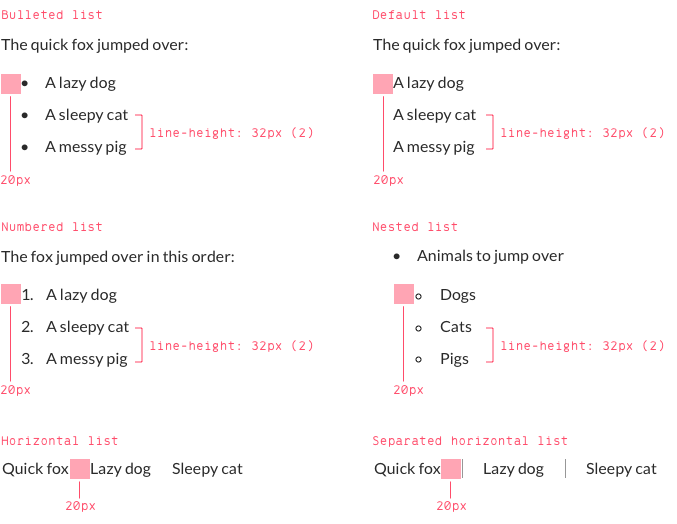 Bulleted list
The quick fox jumped over:
• A lazy dog
• A sleepy cat
• A messy pig
line-height: 32px (2)
20px
Default list
The quick fox jumped over:
A lazy dog
A sleepy cat
A messy pig
line-height: 32px (2)
20px
Numbered list
The fox jumped over in this order:
1. A lazy dog
2. A sleepy cat
3. A messy pig
line-height: 32px (2)
20px
Nested list
• Animals to jump over
◦ Dogs
◦ Cats
◦ Pigs
line-height: 32px (2)
20px
Horizontal list
Quick fox Lazy dog Sleepy cat
20px
Separated horizontal list
Quick fox | Lazy dog | Sleepy cat
20px